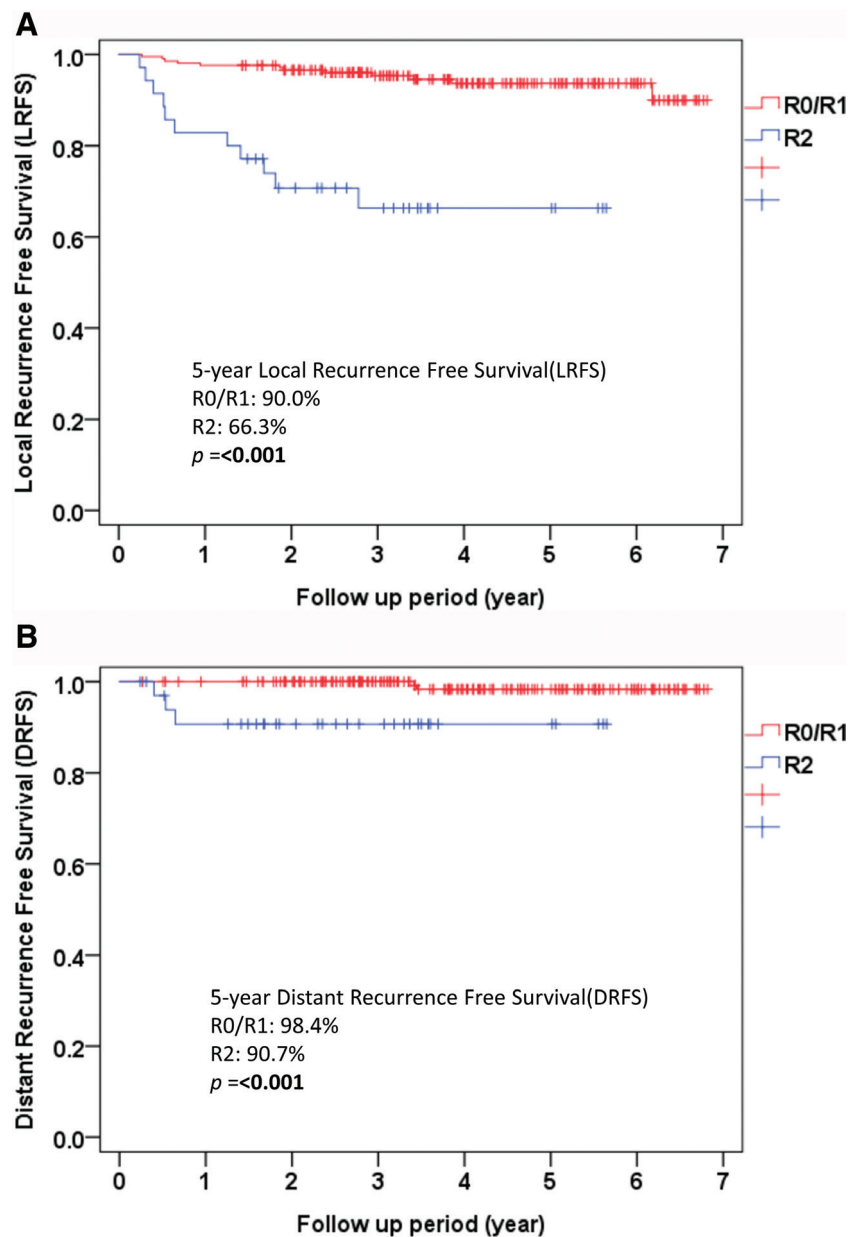 A
Local Recurrence Free Survival (LRFS)
1.0
0.8
0.6
0.4
0.2
0.0
R0/R1
R2
5-year Local Recurrence Free Survival(LRFS)
R0/R1: 90.0%
R2: 66.3%
p =<0.001
0 1 2 3 4 5 6 7
Follow up period (year)
B
Distant Recurrence Free Survival (DRFS)
1.0
0.8
0.6
0.4
0.2
0.0
R0/R1
R2
5-year Distant Recurrence Free Survival(DRFS)
R0/R1: 98.4%
R2: 90.7%
p =<0.001
0 1 2 3 4 5 6 7
Follow up period (year)